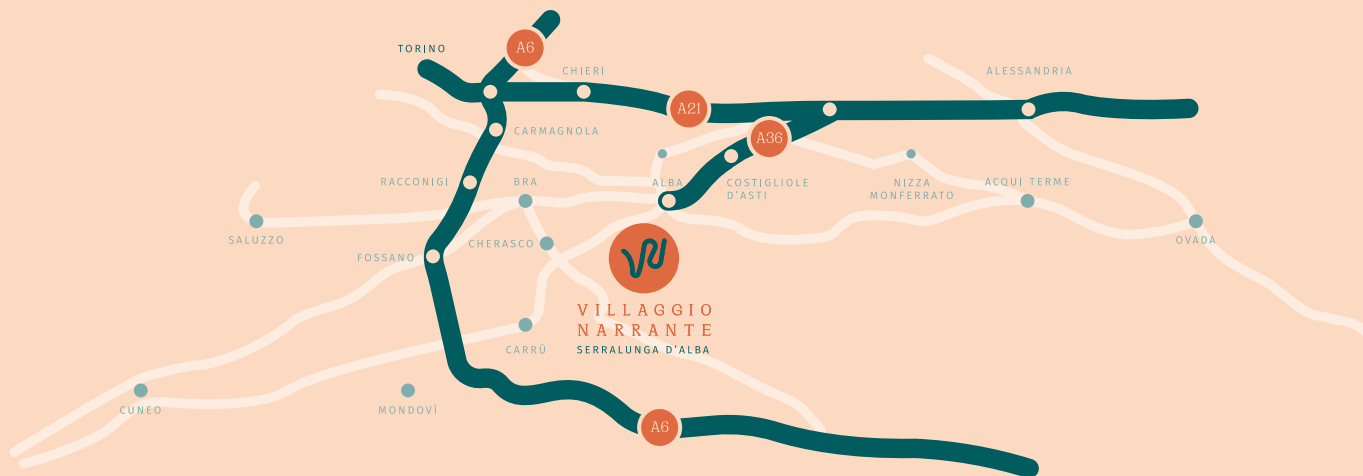 A6
TORINO
CHIERI
ALESSANDRIA
A21
CARMAGNOLA
A36
RACCONIGI
BRA
ALBA
COSTIGLIOLE
D'ASTI
NIZZA
MONFERRATO
ACQUI TERME
SALUZZO
CHERASCO
OVADA
FOSSANO
VILLAGGIO
NARRANTE
SERRALUNGA D'ALBA
CARRÙ
CUNEO
MONDOVÌ
A6